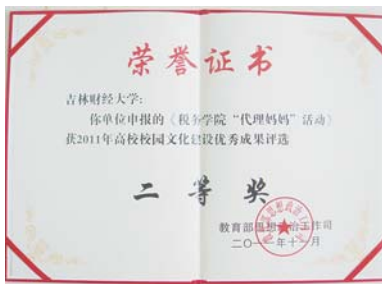 荣誉证书
吉林财经大学：
你单位申报的《税务学院“代理妈妈”活动》
获2011年高校校园文化建设优秀成果评选
二等奖
教育部思想政治工作司
二〇一一年十一月